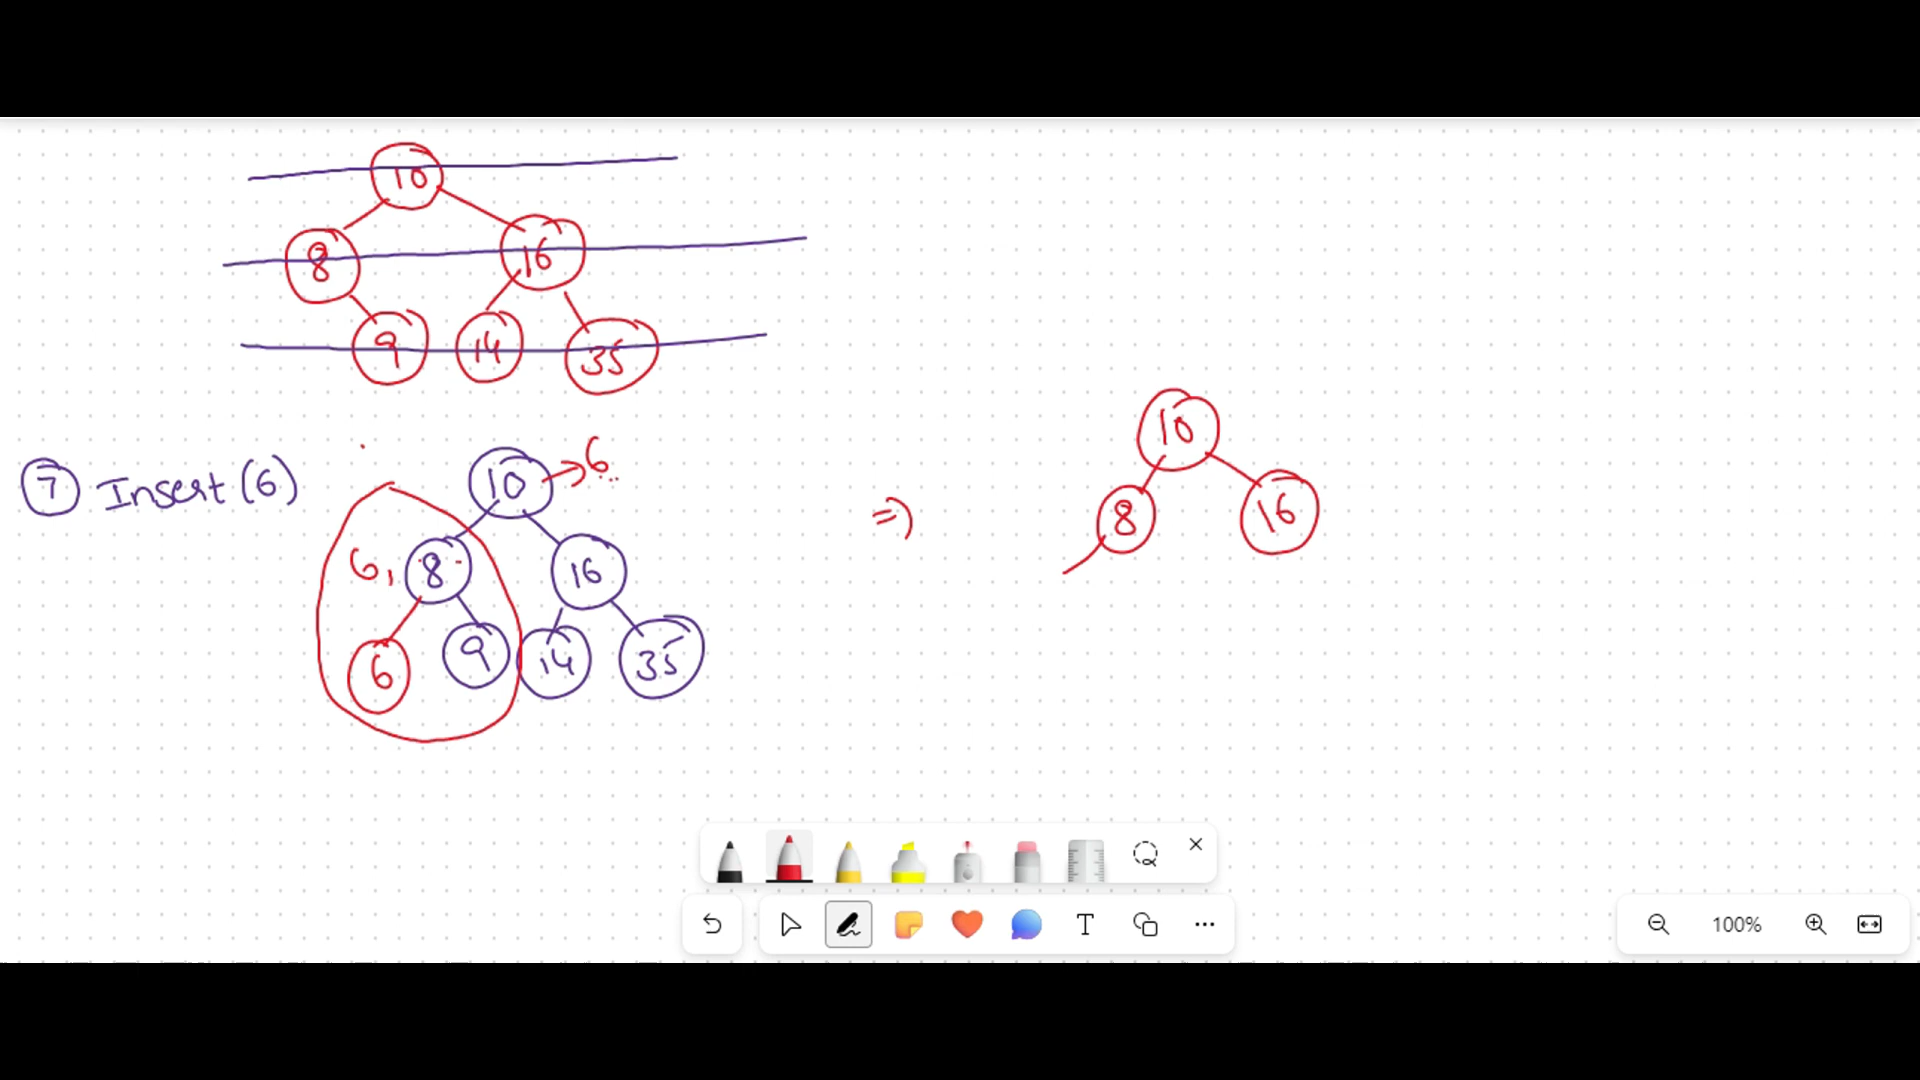 10
8 16
9 14 35
7 Insert (6) 10 → 6
6, 8 16
6 9 14 35
=> 10
8 16
T
100%